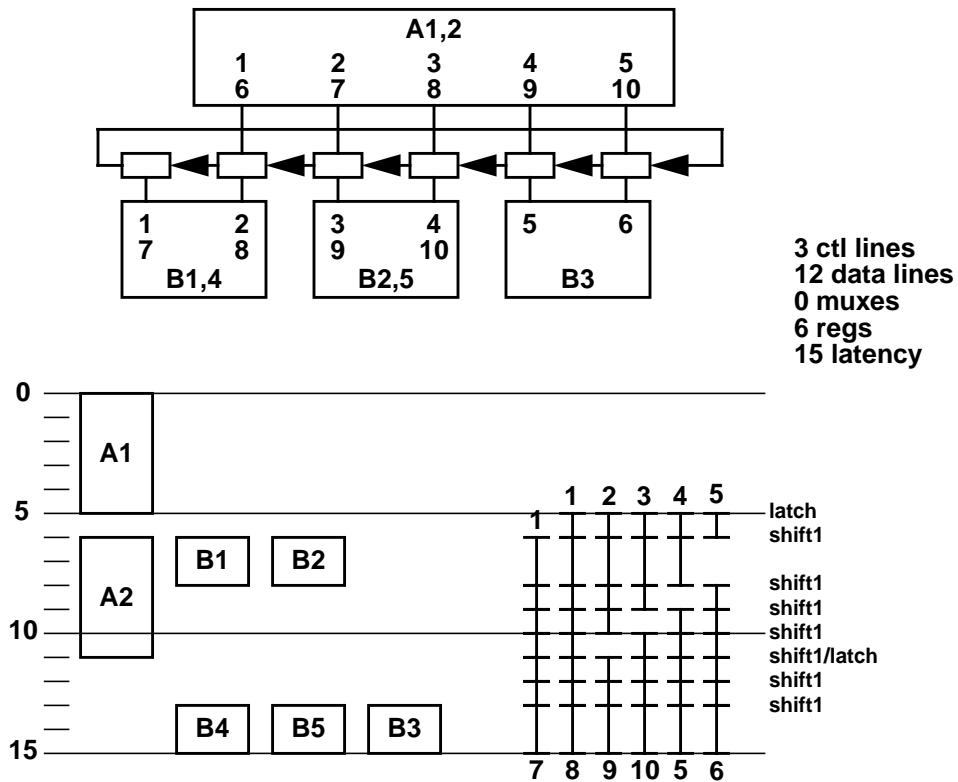 A1,2
1 2 3 4 5
6 7 8 9 10
1 2 3 4 5 6
7 8 9 10
B1,4 B2,5 B3
3 ctl lines
12 data lines
0 muxes
6 regs
15 latency
0
A1
1 2 3 4 5
5 latch
1 shift1
B1 B2
shift1
A2
shift1
10 shift1
shift1/latch
shift1
shift1
B4 B5 B3
15
7 8 9 10 5 6